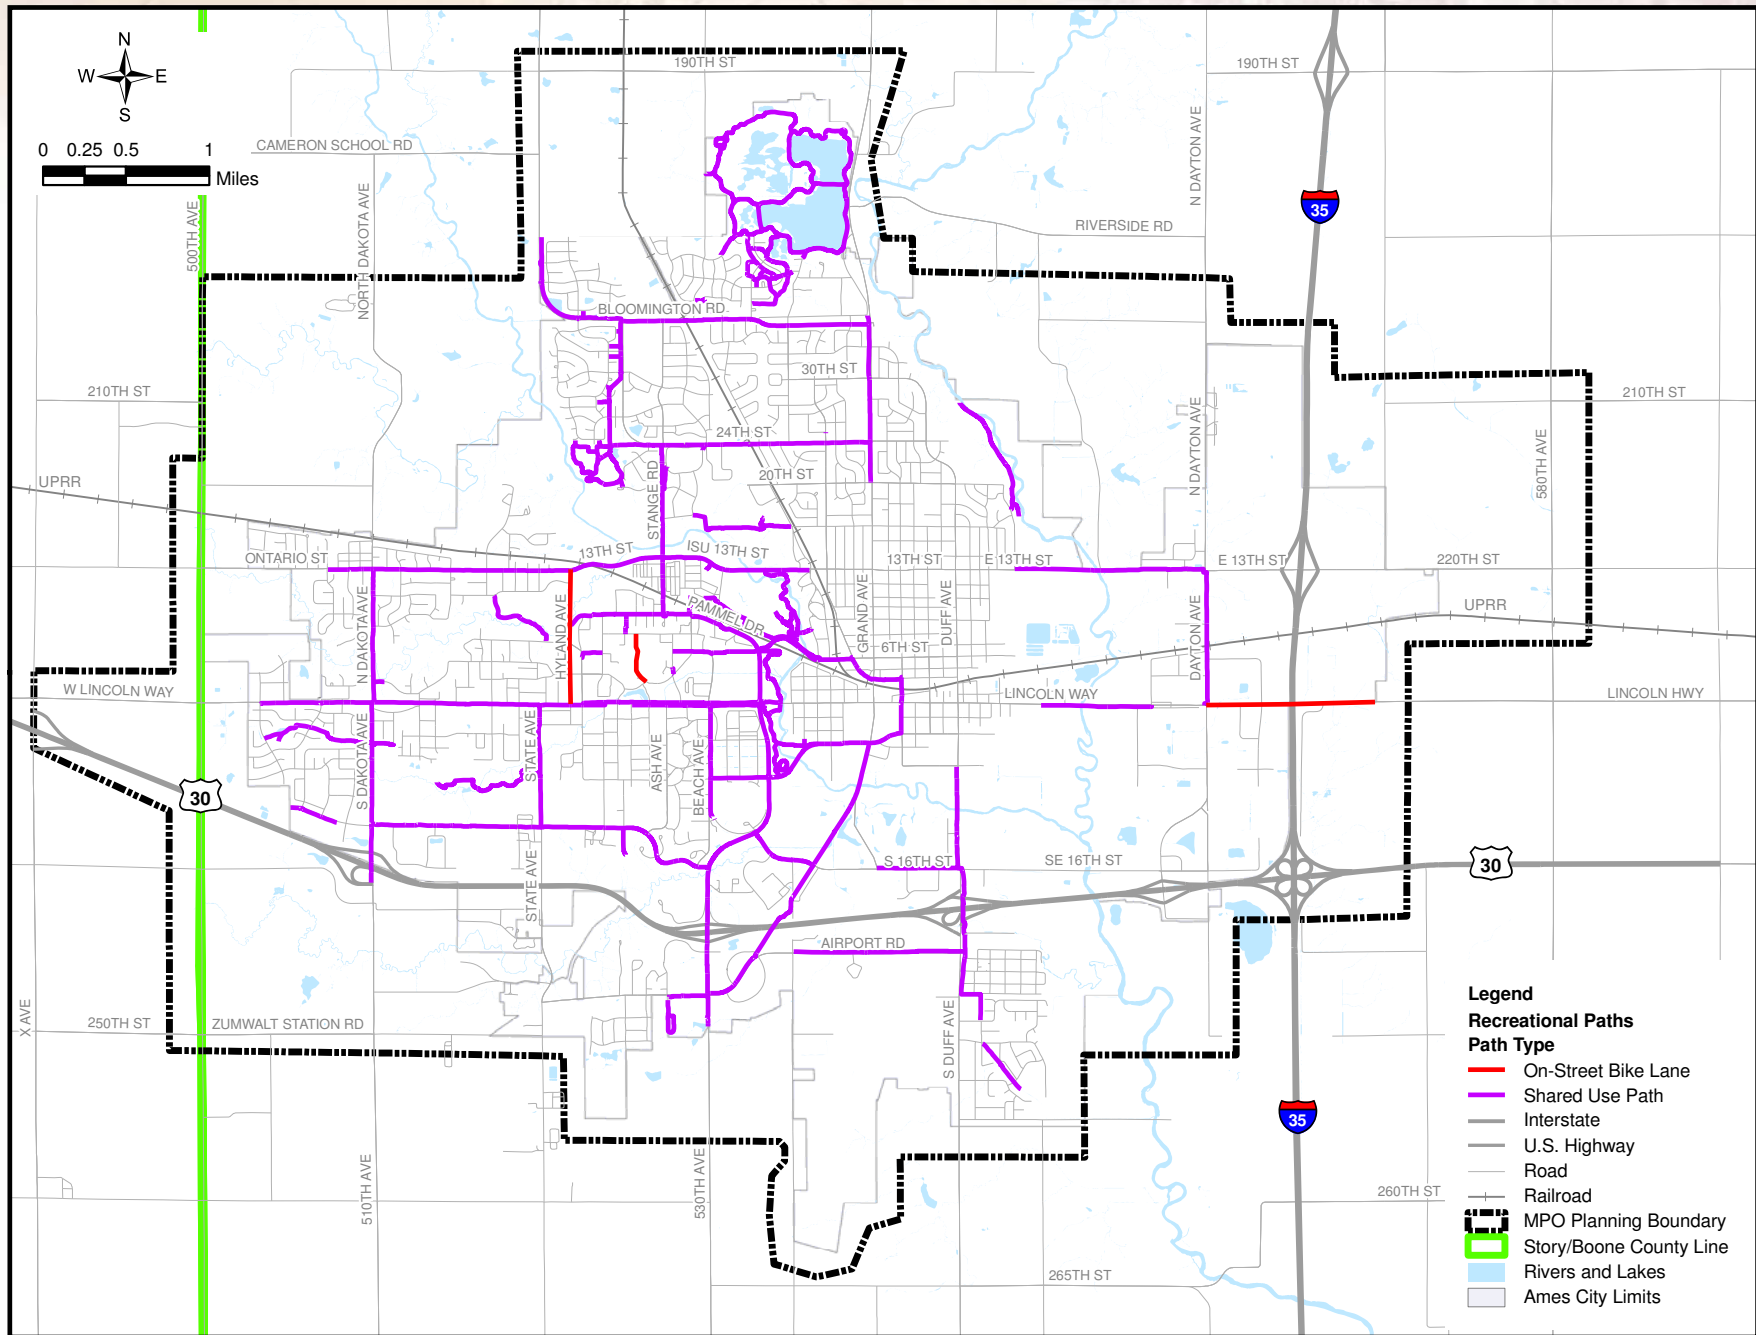 N
W E
S
0 0.25 0.5 1
Miles
190TH ST
190TH ST
CAMERON SCHOOL RD
N DAYTON AVE
500TH AVE
NORTH DAKOTA AVE
35
RIVERSIDE RD
BLOOMINGTON RD
30TH ST
210TH ST
210TH ST
24TH ST
N DAYTON AVE
580TH AVE
20TH ST
STANGE RD
UPRR
ONTARIO ST
13TH ST
ISU 13TH ST
13TH ST
E 13TH ST
E 13TH ST
220TH ST
UPRR
PAMMEL DR
GRAND AVE
DUFF AVE
N DAKOTA AVE
HYLAND AVE
6TH ST
DAYTON AVE
W LINCOLN WAY
LINCOLN WAY
LINCOLN HWY
S DAKOTA AVE
STATE AVE
ASH AVE
BEACH AVE
30
S 16TH ST
SE 16TH ST
30
STATE AVE
AIRPORT RD
X AVE
250TH ST
ZUMWALT STATION RD
S DUFF AVE
35
510TH AVE
530TH AVE
260TH ST
265TH ST
Legend
Recreational Paths
Path Type
On-Street Bike Lane
Shared Use Path
Interstate
U.S. Highway
Road
Railroad
MPO Planning Boundary
Story/Boone County Line
Rivers and Lakes
Ames City Limits